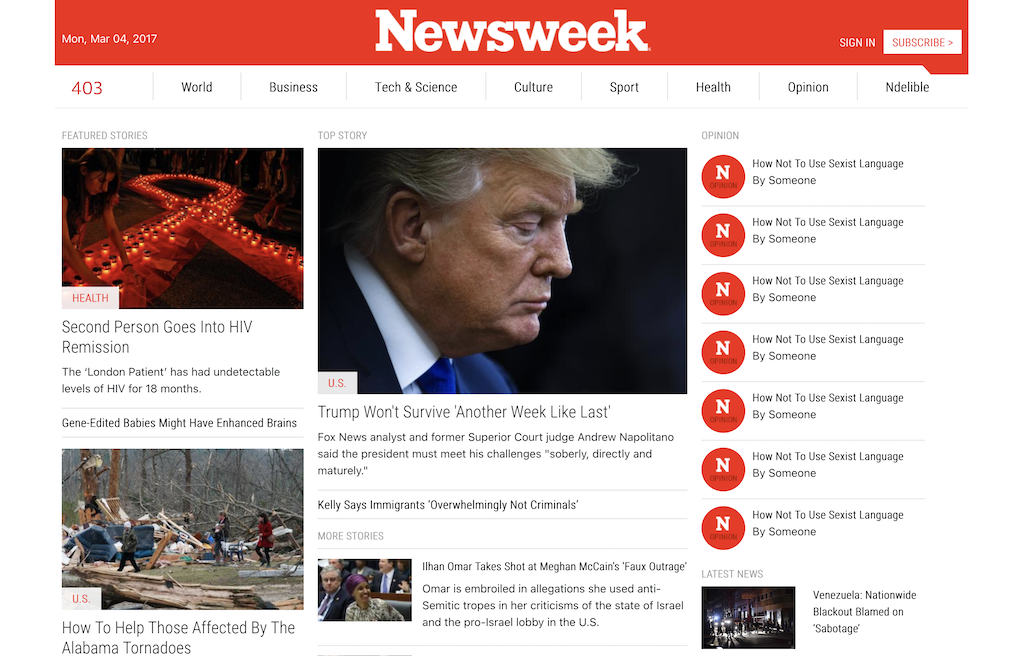 Newsweek
Mon, Mar 04, 2017
SIGN IN
SUBSCRIBE >
403
World
Business
Tech & Science
Culture
Sport
Health
Opinion
Ndelible
FEATURED STORIES
HEALTH
Second Person Goes Into HIV
Remission
The ‘London Patient’ has had undetectable
levels of HIV for 18 months.
Gene-Edited Babies Might Have Enhanced Brains
U.S.
How To Help Those Affected By The
Alabama Tornadoes
TOP STORY
U.S.
Trump Won't Survive 'Another Week Like Last'
Fox News analyst and former Superior Court judge Andrew Napolitano
said the president must meet his challenges "soberly, directly and
maturely."
Kelly Says Immigrants ‘Overwhelmingly Not Criminals’
MORE STORIES
Ilhan Omar Takes Shot at Meghan McCain's 'Faux Outrage'
Omar is embroiled in allegations she used anti-
Semitic tropes in her criticisms of the state of Israel
and the pro-Israel lobby in the U.S.
OPINION
N
OPINION
How Not To Use Sexist Language
By Someone
N
OPINION
How Not To Use Sexist Language
By Someone
N
OPINION
How Not To Use Sexist Language
By Someone
N
OPINION
How Not To Use Sexist Language
By Someone
N
OPINION
How Not To Use Sexist Language
By Someone
N
OPINION
How Not To Use Sexist Language
By Someone
N
OPINION
How Not To Use Sexist Language
By Someone
LATEST NEWS
Venezuela: Nationwide
Blackout Blamed on
‘Sabotage’